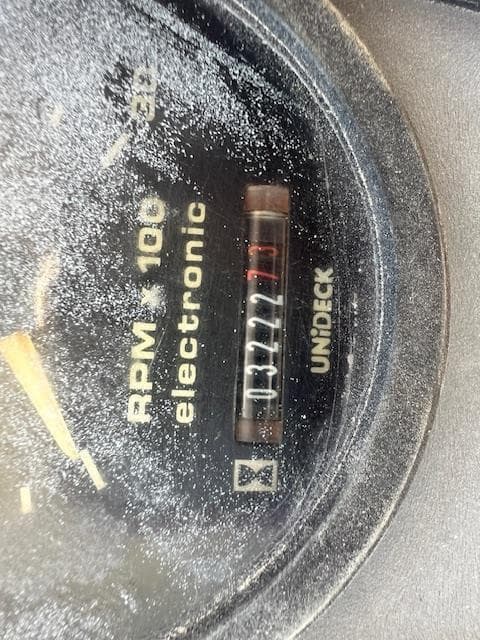 30
RPM x 100
electronic
0322273
UNiDECK